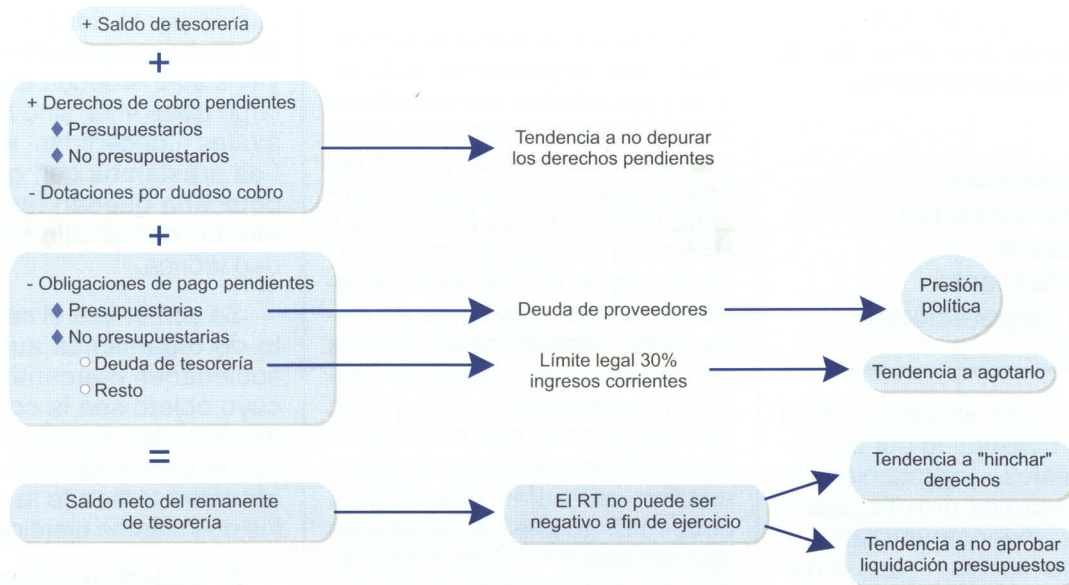 + Saldo de tesorería
+
+ Derechos de cobro pendientes
Presupuestarios
No presupuestarios
- Dotaciones por dudoso cobro
Tendencia a no depurar
los derechos pendientes
+
- Obligaciones de pago pendientes
Presupuestarias
No presupuestarias
Deuda de tesorería
Resto
Deuda de proveedores
Presión
política
Límite legal 30%
ingresos corrientes
Tendencia a agotarlo
=
Saldo neto del remanente
de tesorería
El RT no puede ser
negativo a fin de ejercicio
Tendencia a "hinchar"
derechos
Tendencia a no aprobar
liquidación presupuestos